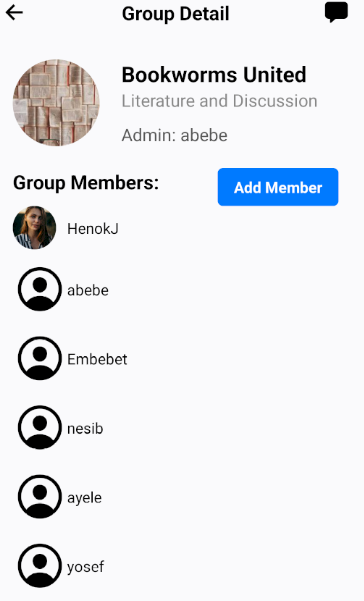 Group Detail
Bookworms United
Literature and Discussion
Admin: abebe
Group Members:
Add Member
HenokJ
abebe
Embebet
nesib
ayele
yosef